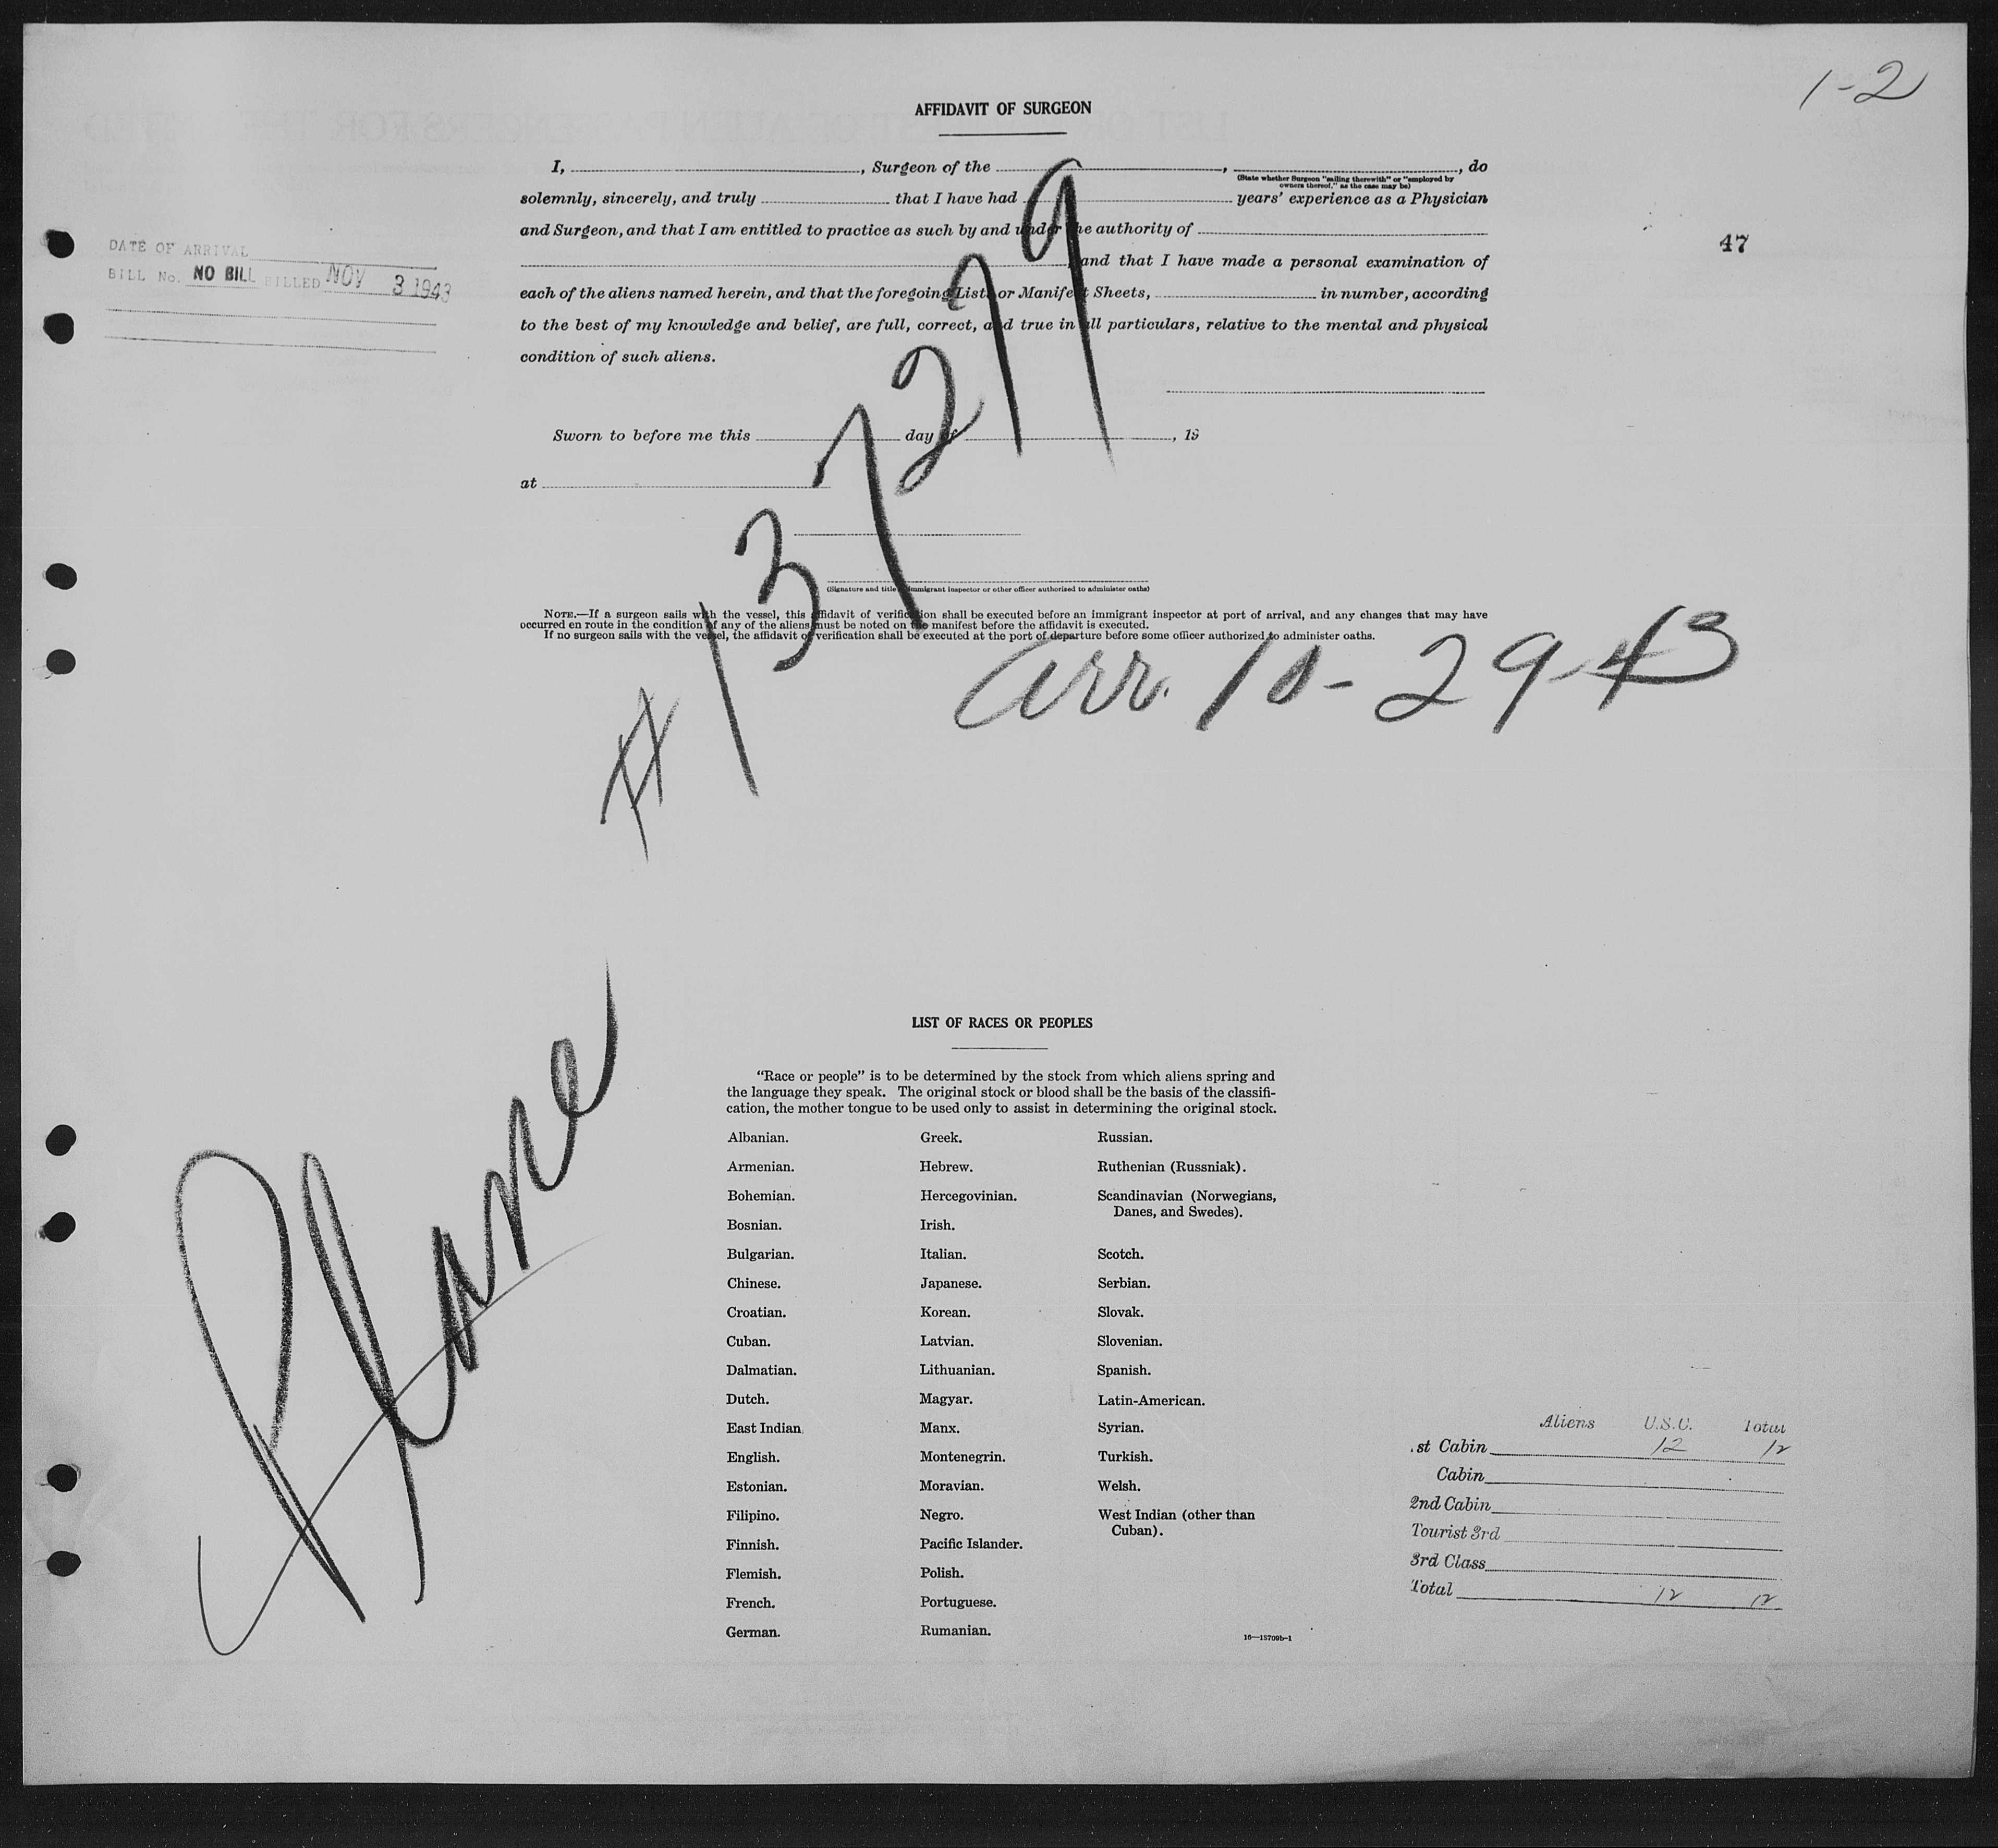 1-2
AFFIDAVIT OF SURGEON
I, , Surgeon of the , , do
(State whether Surgeon "sailing therewith" or "employed by
owners thereof," as the case may be)
solemnly, sincerely, and truly that I have had years' experience as a Physician
and Surgeon, and that I am entitled to practice as such by and under the authority of
and that I have made a personal examination of
each of the aliens named herein, and that the foregoing Lists or Manifest Sheets, in number, according
to the best of my knowledge and belief, are full, correct, and true in all particulars, relative to the mental and physical
condition of such aliens.
47
DATE OF ARRIVAL
BILL No. NO BILL BILLED NOV 3 1943
Sworn to before me this day of , 19
at
(Signature and title Immigrant Inspector or other officer authorized to administer oaths)
NOTE.—If a surgeon sails with the vessel, this affidavit of verification shall be executed before an immigrant inspector at port of arrival, and any changes that may have
occurred en route in the condition of any of the aliens must be noted on the manifest before the affidavit is executed.
If no surgeon sails with the vessel, the affidavit of verification shall be executed at the port of departure before some officer authorized to administer oaths.
# 137279
arr. 10-29-43
Plane
LIST OF RACES OR PEOPLES
"Race or people" is to be determined by the stock from which aliens spring and
the language they speak. The original stock or blood shall be the basis of the classifi-
cation, the mother tongue to be used only to assist in determining the original stock.
Albanian. Greek. Russian.
Armenian. Hebrew. Ruthenian (Russniak).
Bohemian. Hercegovinian. Scandinavian (Norwegians,
Danes, and Swedes).
Bosnian. Irish.
Bulgarian. Italian. Scotch.
Chinese. Japanese. Serbian.
Croatian. Korean. Slovak.
Cuban. Latvian. Slovenian.
Dalmatian. Lithuanian. Spanish.
Dutch. Magyar. Latin-American.
East Indian Manx. Syrian.
English. Montenegrin. Turkish.
Estonian. Moravian. Welsh.
Filipino. Negro. West Indian (other than
Cuban).
Finnish. Pacific Islander.
Flemish. Polish.
French. Portuguese.
German. Rumanian.
16—15709b-1
Aliens U.S.C. Total
1st Cabin 12 12
Cabin
2nd Cabin
Tourist 3rd
3rd Class
Total 12 12